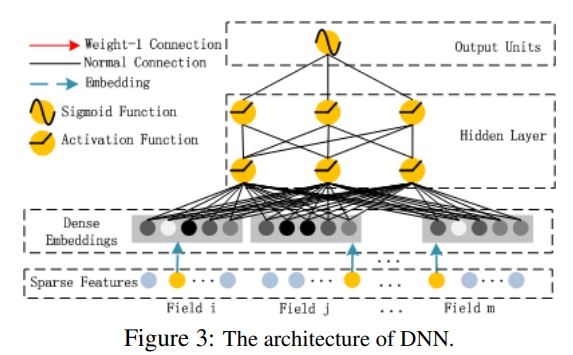 Weight-1 Connection
Normal Connection
Embedding
Sigmoid Function
Activation Function
Output Units
Hidden Layer
Dense
Embeddings
...
Sparse Features ... ... ... ...
Field i Field j ... Field m
Figure 3: The architecture of DNN.